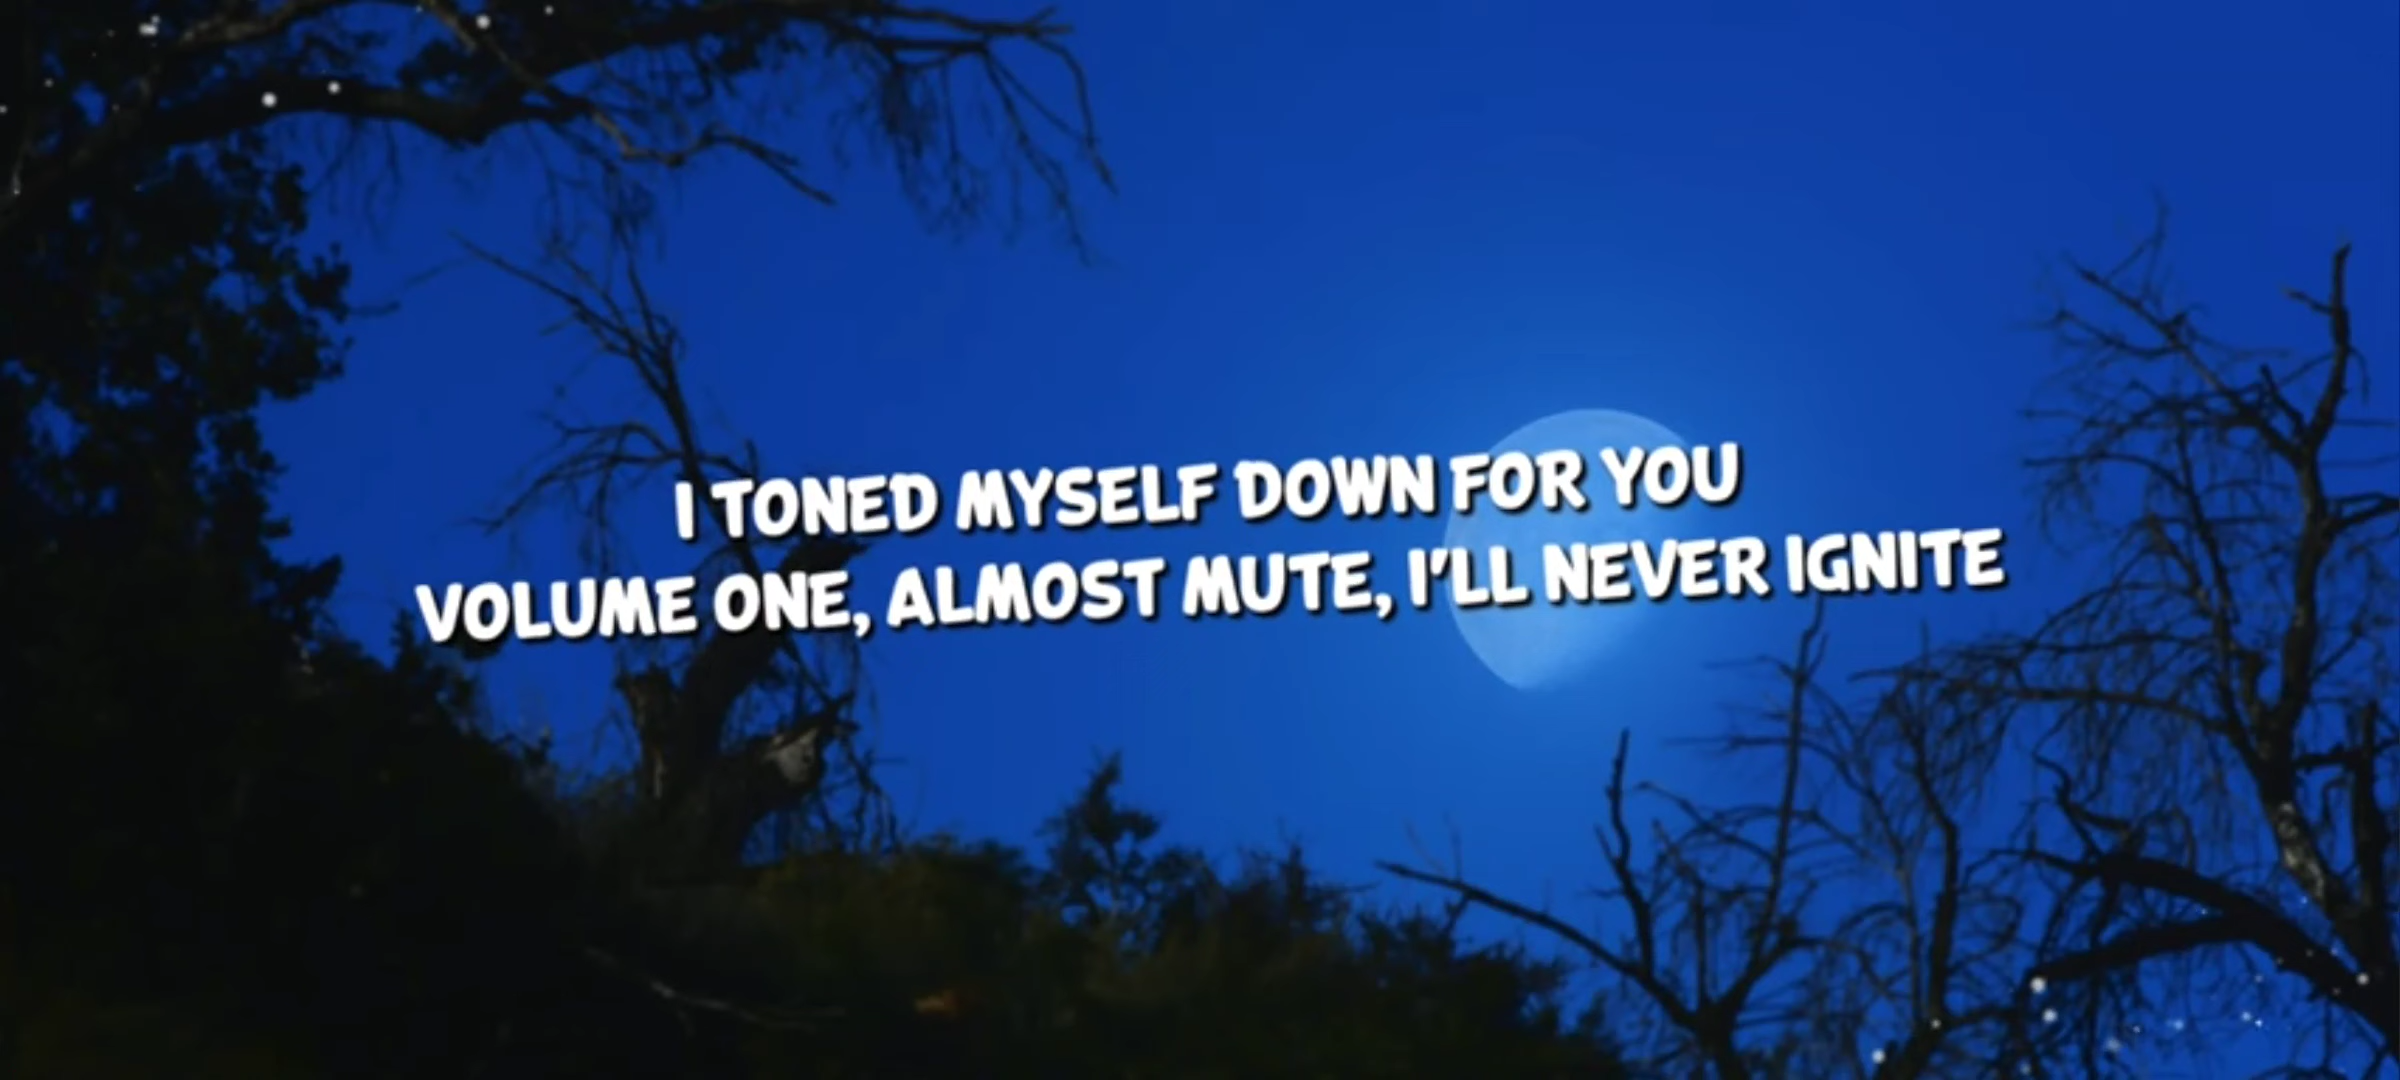 I TONED MYSELF DOWN FOR YOU
VOLUME ONE, ALMOST MUTE, I'LL NEVER IGNITE